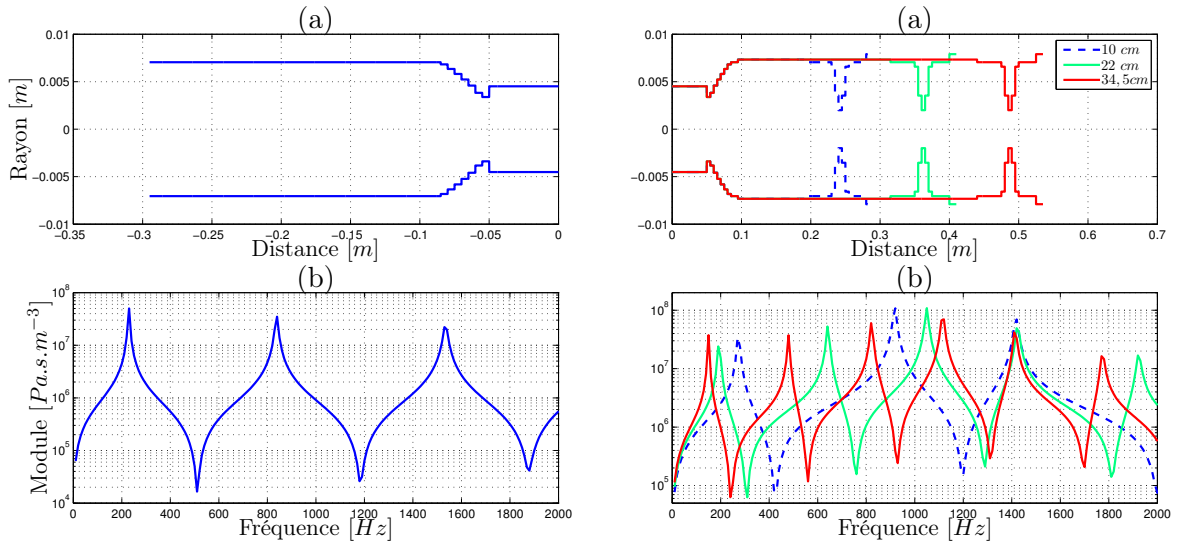 (a)
0.01
0.005
0
−0.005
−0.01
Rayon [m]
−0.35 −0.3 −0.25 −0.2 −0.15 −0.1 −0.05 0
Distance [m]
(a)
0.01
0.005
0
−0.005
−0.01
10 cm
22 cm
34,5cm
0 0.1 0.2 0.3 0.4 0.5 0.6 0.7
Distance [m]
(b)
10^8
10^7
10^6
10^5
10^4
Module [Pa.s.m^{−3}]
0 200 400 600 800 1000 1200 1400 1600 1800 2000
Fréquence [Hz]
(b)
10^8
10^7
10^6
10^5
0 200 400 600 800 1000 1200 1400 1600 1800 2000
Fréquence [Hz]